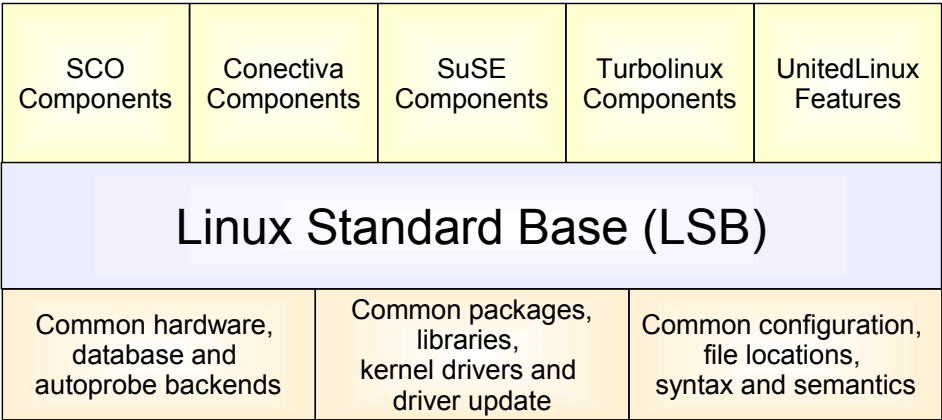 SCO
Components
Conectiva
Components
SuSE
Components
Turbolinux
Components
UnitedLinux
Features
Linux Standard Base (LSB)
Common hardware,
database and
autoprobe backends
Common packages,
libraries,
kernel drivers and
driver update
Common configuration,
file locations,
syntax and semantics